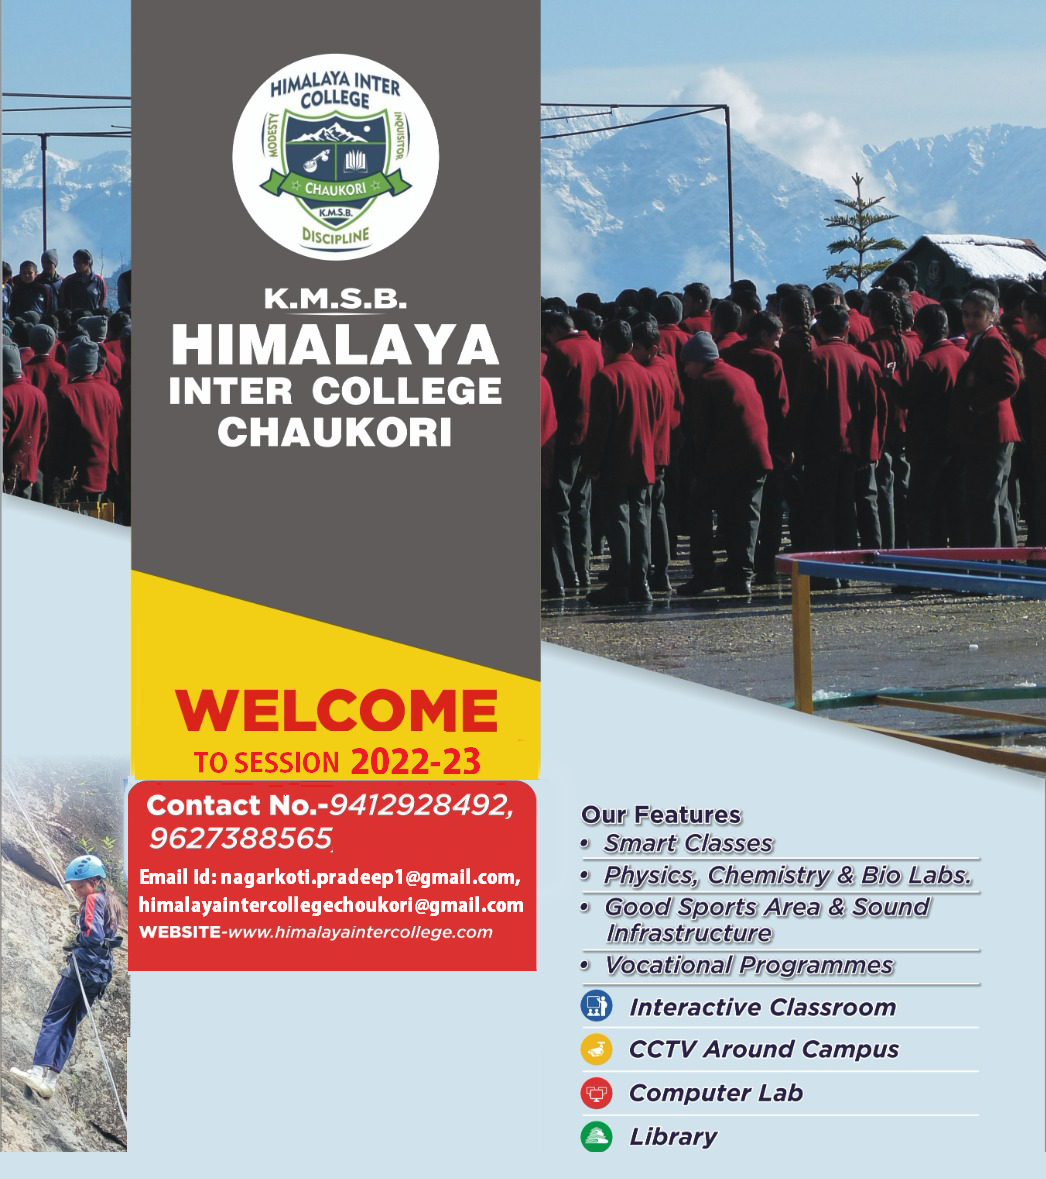 HIMALAYA INTER
COLLEGE
MODESTY
INQUISITOR
CHAUKORI
K.M.S.B.
DISCIPLINE
K.M.S.B.
HIMALAYA
INTER COLLEGE
CHAUKORI
WELCOME
TO SESSION 2022-23
Contact No.-9412928492,
9627388565
Email Id: nagarkoti.pradeep1@gmail.com,
himalayaintercollegechoukori@gmail.com
WEBSITE-www.himalayaintercollege.com
Our Features
• Smart Classes
• Physics, Chemistry & Bio Labs.
• Good Sports Area & Sound
Infrastructure
• Vocational Programmes
Interactive Classroom
CCTV Around Campus
Computer Lab
Library